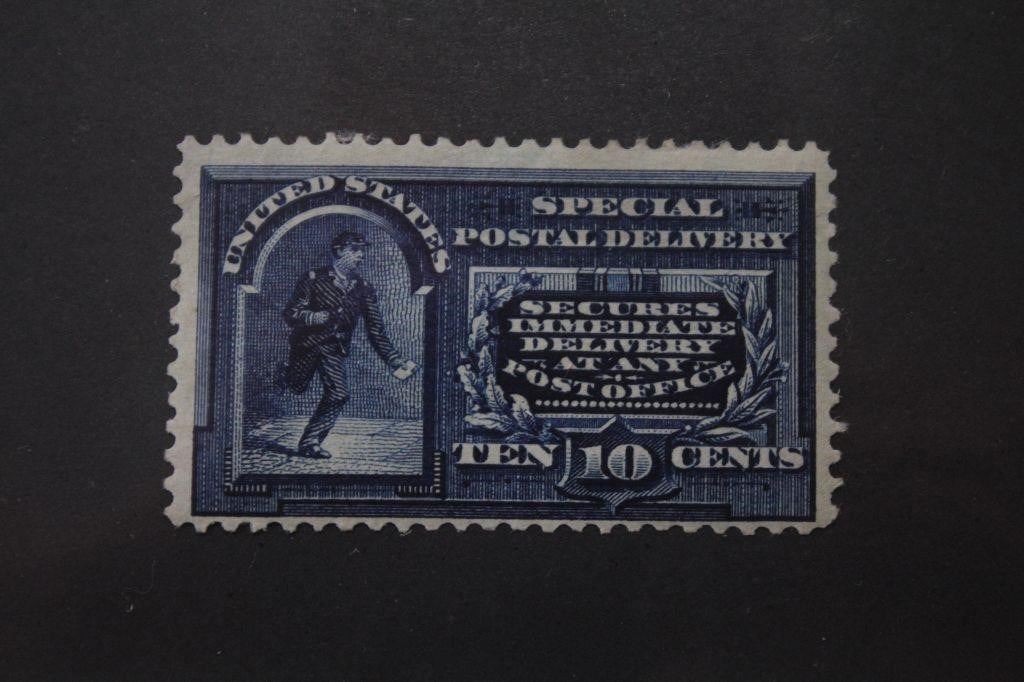 UNITED STATES
SPECIAL
POSTAL DELIVERY
SECURES
IMMEDIATE
DELIVERY
AT ANY
POST OFFICE
TEN 10 CENTS